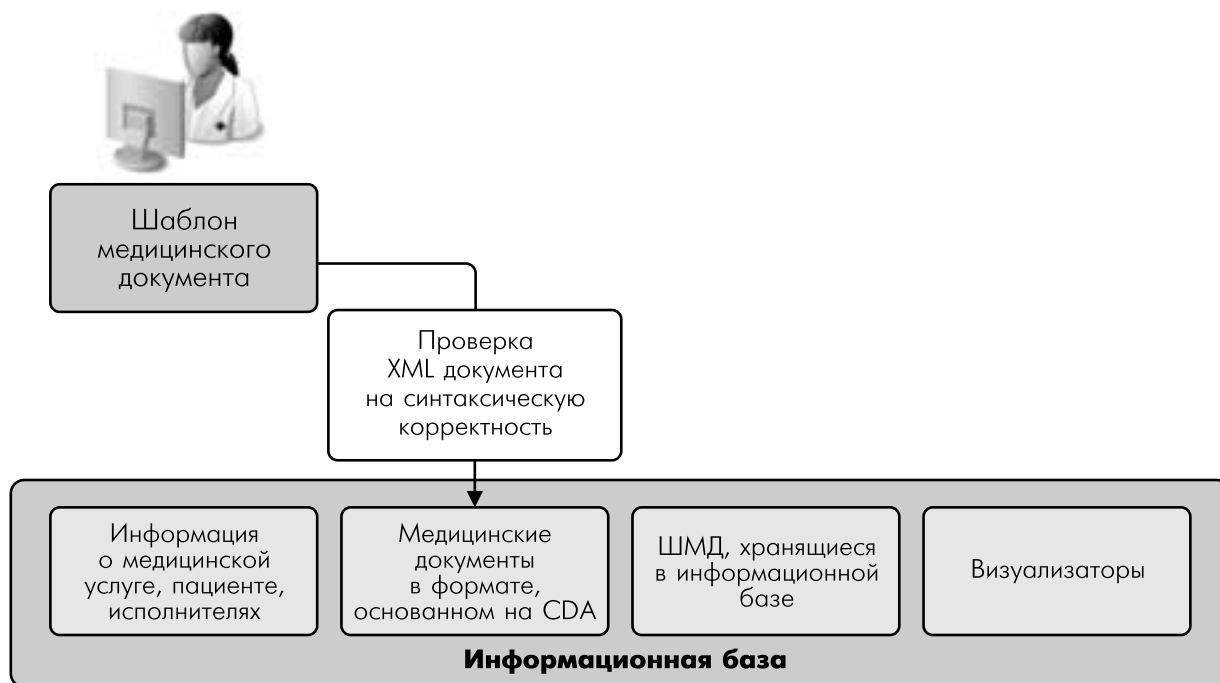 Шаблон
медицинского
документа
Проверка
XML документа
на синтаксическую
корректность
Информация
о медицинской
услуге, пациенте,
исполнителях
Медицинские
документы
в формате,
основанном на CDA
ШМД, хранящиеся
в информационной
базе
Визуализаторы
Информационная база